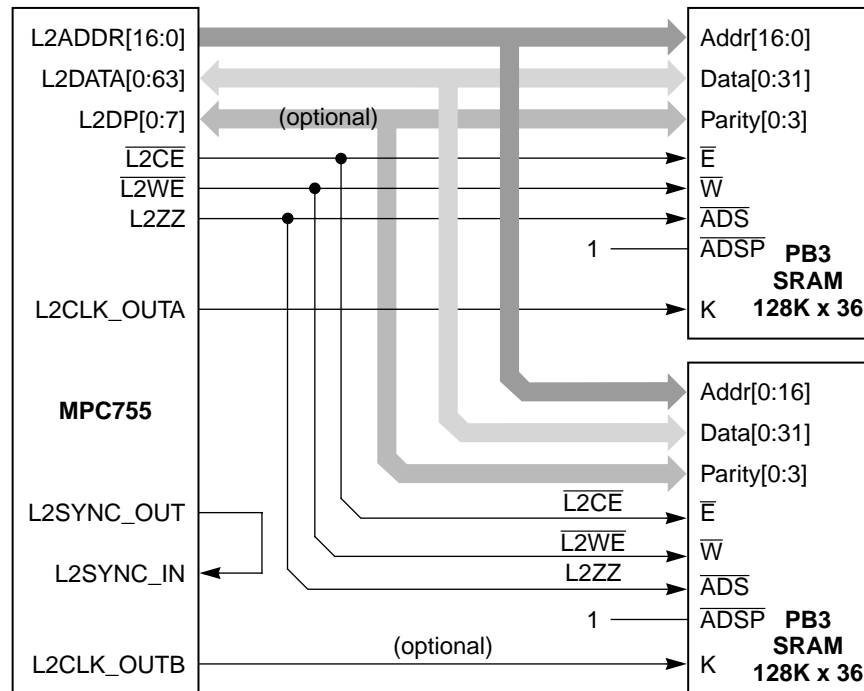 L2ADDR[16:0]
L2DATA[0:63]
L2DP[0:7]
(optional)
L2CE
L2WE
L2ZZ
L2CLK_OUTA
MPC755
L2SYNC_OUT
L2SYNC_IN
L2CLK_OUTB
Addr[16:0]
Data[0:31]
Parity[0:3]
E
W
ADS
1
ADSP
PB3
SRAM
128K x 36
K
Addr[0:16]
Data[0:31]
Parity[0:3]
L2CE
E
L2WE
W
L2ZZ
ADS
1
ADSP
PB3
SRAM
128K x 36
(optional)
K